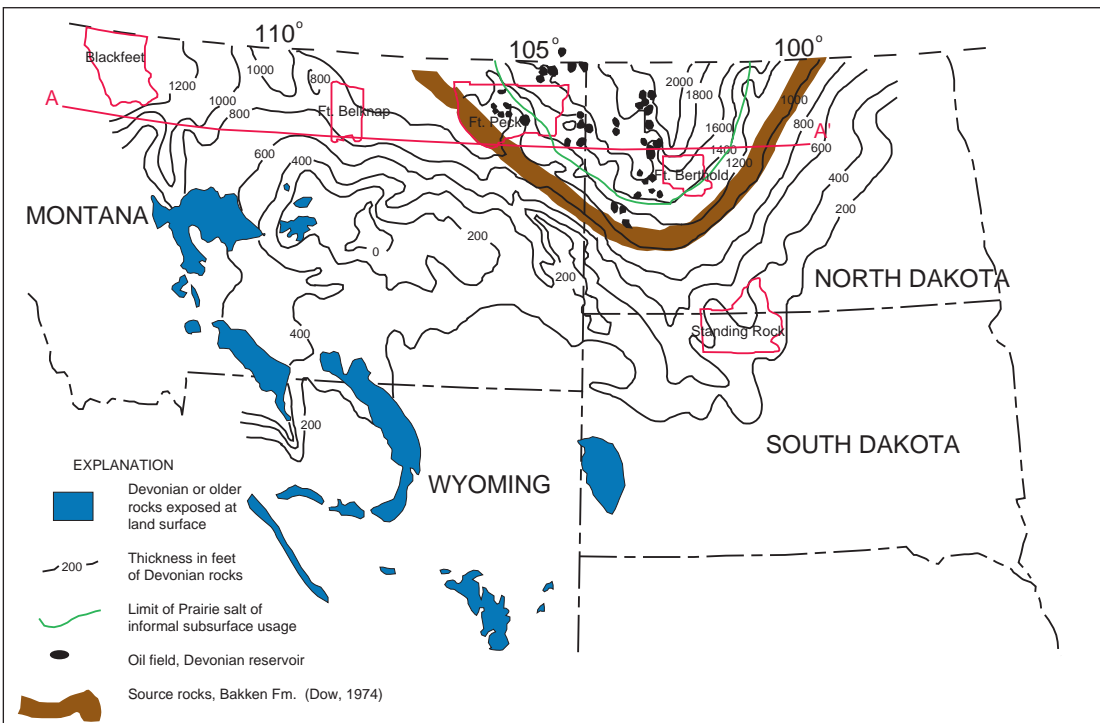 110°
105°
100°
Blackfeet
1200
1000
1000
800
800
A
Ft. Belknap
Ft. Peck
2000
1800
1600
1400
1200
1000
800
600
A'
Ft. Berthold
600
400
400
200
MONTANA
200
0
200
NORTH DAKOTA
400
Standing Rock
200
SOUTH DAKOTA
WYOMING
EXPLANATION
Devonian or older
rocks exposed at
land surface
200
Thickness in feet
of Devonian rocks
Limit of Prairie salt of
informal subsurface usage
Oil field, Devonian reservoir
Source rocks, Bakken Fm. (Dow, 1974)